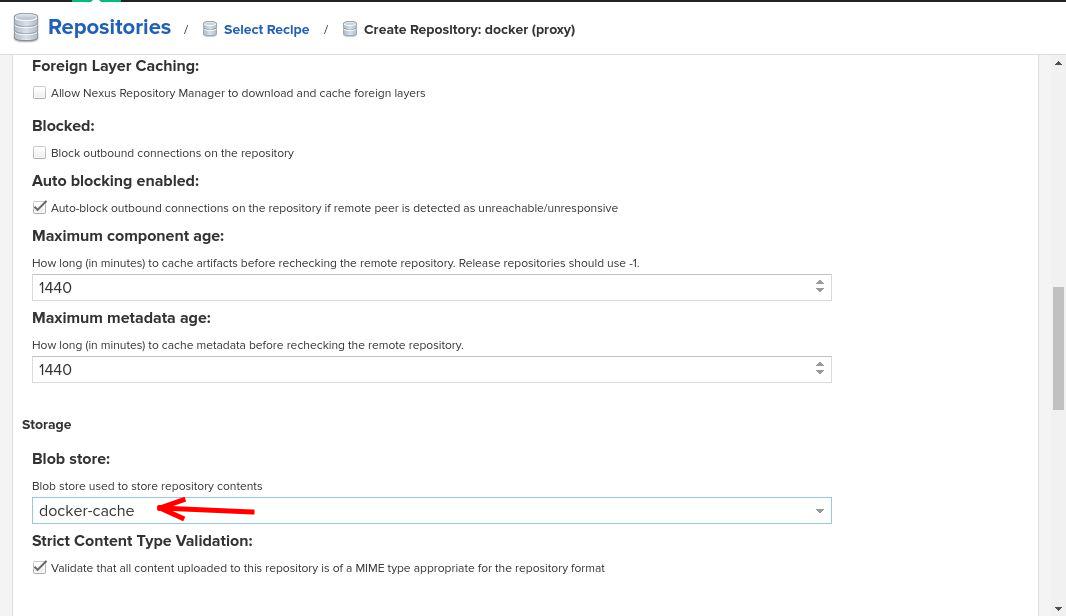 Repositories / Select Recipe / Create Repository: docker (proxy)
Foreign Layer Caching:
Allow Nexus Repository Manager to download and cache foreign layers
Blocked:
Block outbound connections on the repository
Auto blocking enabled:
Auto-block outbound connections on the repository if remote peer is detected as unreachable/unresponsive
Maximum component age:
How long (in minutes) to cache artifacts before rechecking the remote repository. Release repositories should use -1.
1440
Maximum metadata age:
How long (in minutes) to cache metadata before rechecking the remote repository.
1440
Storage
Blob store:
Blob store used to store repository contents
docker-cache
Strict Content Type Validation:
Validate that all content uploaded to this repository is of a MIME type appropriate for the repository format